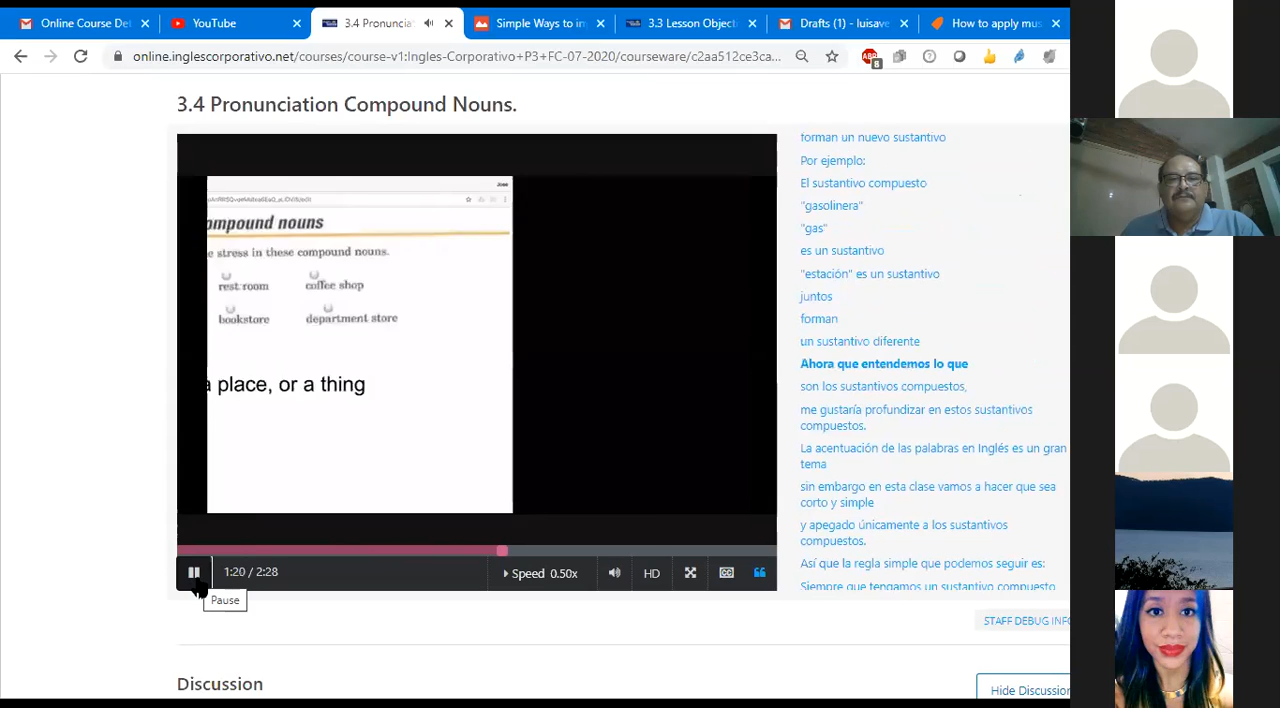 Online Course De
YouTube
3.4 Pronuncia
Simple Ways to in
3.3 Lesson Objecti
Drafts (1) - luisave
How to apply mus
online.inglescorporativo.net/courses/course-v1:Ingles-Corporativo+P3+FC-07-2020/courseware/c2aa512ce3ca...
ABP
8
3.4 Pronunciation Compound Nouns.
Jose
ompound nouns
e stress in these compound nouns.
rest room coffee shop
bookstore department store
a place, or a thing
forman un nuevo sustantivo
Por ejemplo:
El sustantivo compuesto
"gasolinera"
"gas"
es un sustantivo
"estación" es un sustantivo
juntos
forman
un sustantivo diferente
Ahora que entendemos lo que
son los sustantivos compuestos,
me gustaría profundizar en estos sustantivos
compuestos.
La acentuación de las palabras en Inglés es un gran
tema
sin embargo en esta clase vamos a hacer que sea
corto y simple
y apegado únicamente a los sustantivos
compuestos.
Así que la regla simple que podemos seguir es:
Siempre que tengamos un sustantivo compuesto
1:20 / 2:28
Speed 0.50x
HD
CC
Pause
STAFF DEBUG INFO
Discussion
Hide Discussion